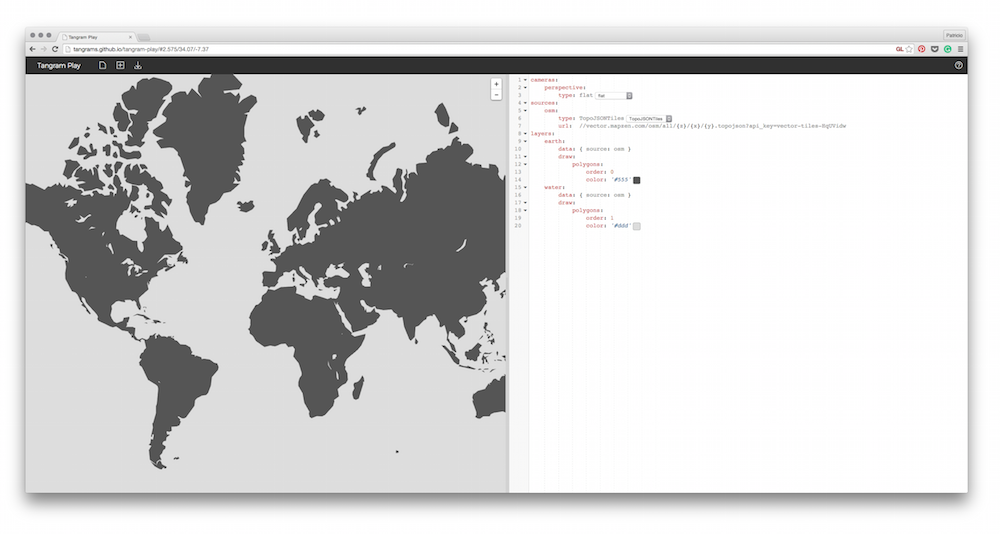 Tangram Play
Patricio
tangrams.github.io/tangram-play/#2.575/34.07/-7.37
GL
Tangram Play
+
−
1 cameras:
2 perspective:
3 type: flat flat
4 sources:
5 osm:
6 type: TopoJSONTiles TopoJSONTiles
7 url: //vector.mapzen.com/osm/all/{z}/{x}/{y}.topojson?api_key=vector-tiles-HqUVidw
8 layers:
9 earth:
10 data: { source: osm }
11 draw:
12 polygons:
13 order: 0
14 color: '#555'
15 water:
16 data: { source: osm }
17 draw:
18 polygons:
19 order: 1
20 color: '#ddd'